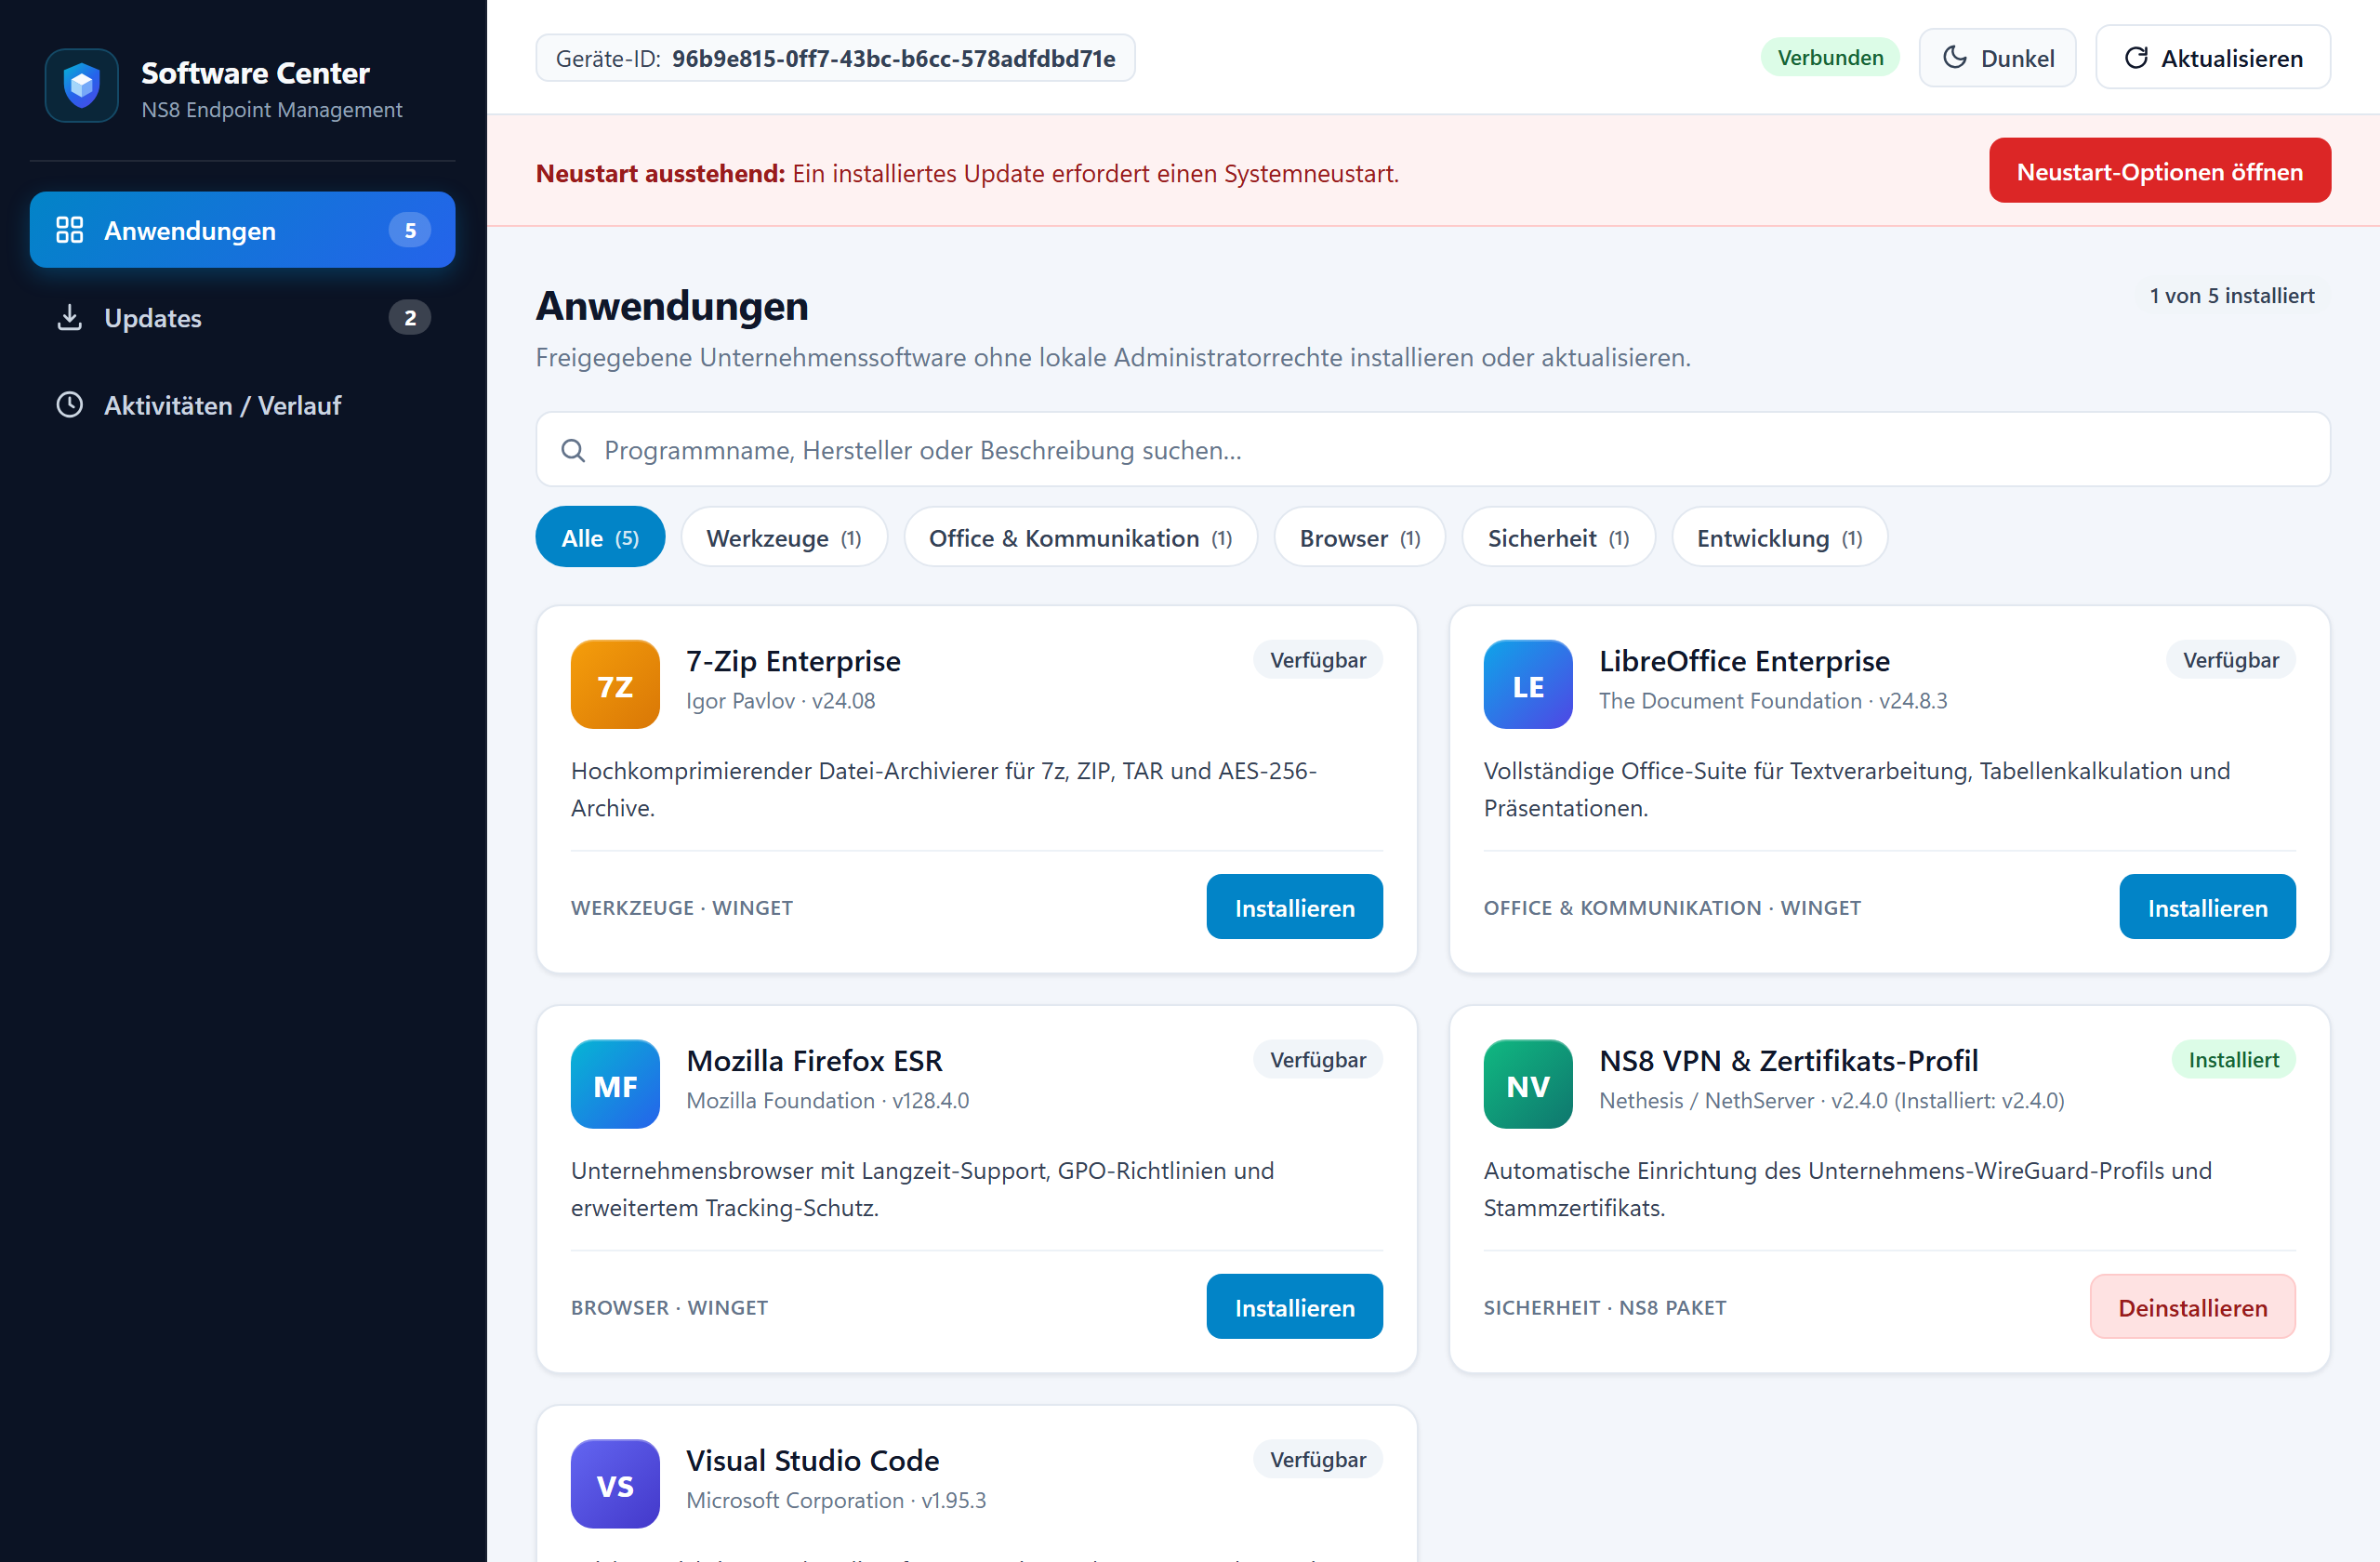 Software Center
NS8 Endpoint Management
Anwendungen 5
Updates 2
Aktivitäten / Verlauf
Geräte-ID: 96b9e815-0ff7-43bc-b6cc-578adfdbd71e
Verbunden
Dunkel
Aktualisieren
Neustart ausstehend: Ein installiertes Update erfordert einen Systemneustart.
Neustart-Optionen öffnen
Anwendungen
1 von 5 installiert
Freigegebene Unternehmenssoftware ohne lokale Administratorrechte installieren oder aktualisieren.
Programmname, Hersteller oder Beschreibung suchen...
Alle (5)
Werkzeuge (1)
Office & Kommunikation (1)
Browser (1)
Sicherheit (1)
Entwicklung (1)
7Z
7-Zip Enterprise
Verfügbar
Igor Pavlov · v24.08
Hochkomprimierender Datei-Archivierer für 7z, ZIP, TAR und AES-256-
Archive.
WERKZEUGE · WINGET
Installieren
LE
LibreOffice Enterprise
Verfügbar
The Document Foundation · v24.8.3
Vollständige Office-Suite für Textverarbeitung, Tabellenkalkulation und
Präsentationen.
OFFICE & KOMMUNIKATION · WINGET
Installieren
MF
Mozilla Firefox ESR
Verfügbar
Mozilla Foundation · v128.4.0
Unternehmensbrowser mit Langzeit-Support, GPO-Richtlinien und
erweitertem Tracking-Schutz.
BROWSER · WINGET
Installieren
NV
NS8 VPN & Zertifikats-Profil
Installiert
Nethesis / NethServer · v2.4.0 (Installiert: v2.4.0)
Automatische Einrichtung des Unternehmens-WireGuard-Profils und
Stammzertifikats.
SICHERHEIT · NS8 PAKET
Deinstallieren
VS
Visual Studio Code
Verfügbar
Microsoft Corporation · v1.95.3